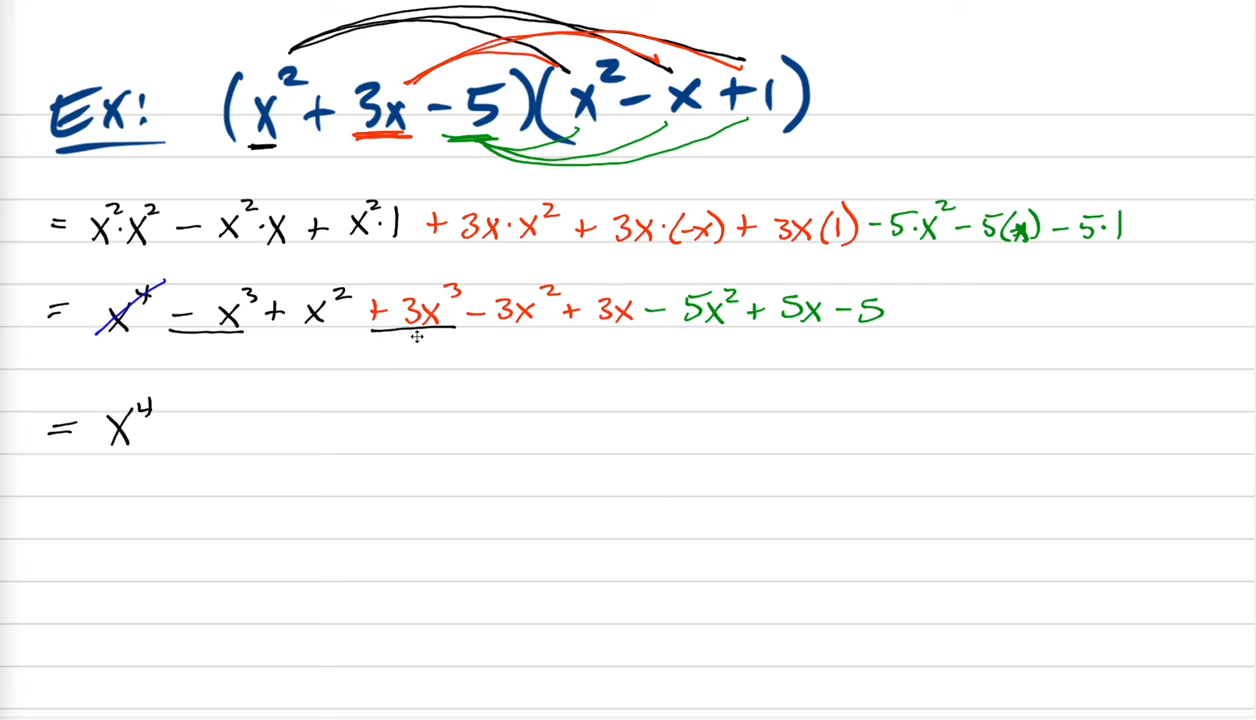 Ex: (x² + 3x - 5)(x² - x + 1)
= x²·x² - x²·x + x²·1 + 3x·x² + 3x·(-x) + 3x(1) - 5·x² - 5(-x) - 5·1
= x⁴ - x³ + x² + 3x³ - 3x² + 3x - 5x² + 5x - 5
= x⁴